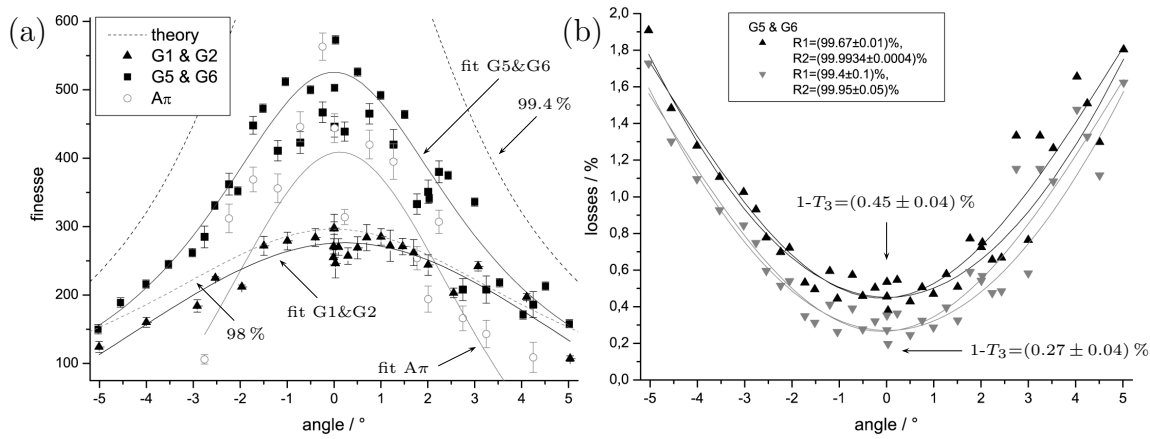 (a)
600
500
400
300
200
100
finesse
theory
G1 & G2
G5 & G6
Aπ
fit G5&G6
99.4 %
98 %
fit G1&G2
fit Aπ
-5 -4 -3 -2 -1 0 1 2 3 4 5
angle / °
(b)
2,0
1,8
1,6
1,4
1,2
1,0
0,8
0,6
0,4
0,2
0,0
losses / %
G5 & G6
R1=(99.67±0.01)%,
R2=(99.9934±0.0004)%
R1=(99.4±0.1)%,
R2=(99.95±0.05)%
1-T₃=(0.45 ± 0.04) %
1-T₃=(0.27 ± 0.04) %
-5 -4 -3 -2 -1 0 1 2 3 4 5
angle / °